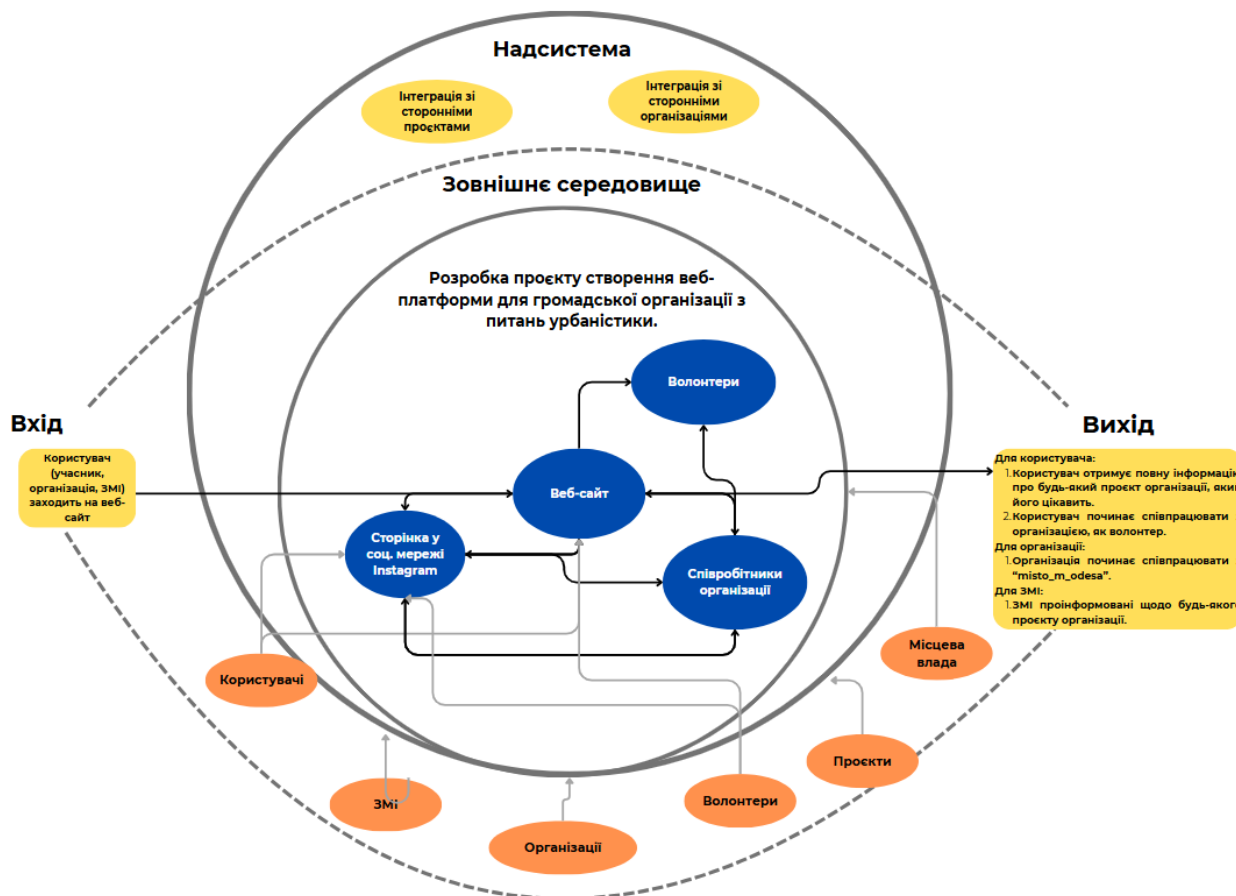 Надсистема
Інтеграція зі
сторонніми
проєктами
Інтеграція зі
сторонніми
організаціями
Зовнішнє середовище
Розробка проєкту створення веб-
платформи для громадської організації з
питань урбаністики.
Волонтери
Веб-сайт
Сторінка у
соц. мережі
Instagram
Співробітники
організації
Вхід
Користувач
(учасник,
організація, ЗМІ)
заходить на веб-
сайт
Вихід
Для користувача:
1. Користувач отримує повну інформацію
про будь-який проєкт організації, який
його цікавить.
2. Користувач починає співпрацювати
організацією, як волонтер.
Для організації:
1. Організація починає співпрацювати
"misto_m_odesa".
Для ЗМІ:
1. ЗМІ проінформовані щодо будь-якого
проєкту організації.
Місцева
влада
Користувачі
Проєкти
ЗМІ
Волонтери
Організації